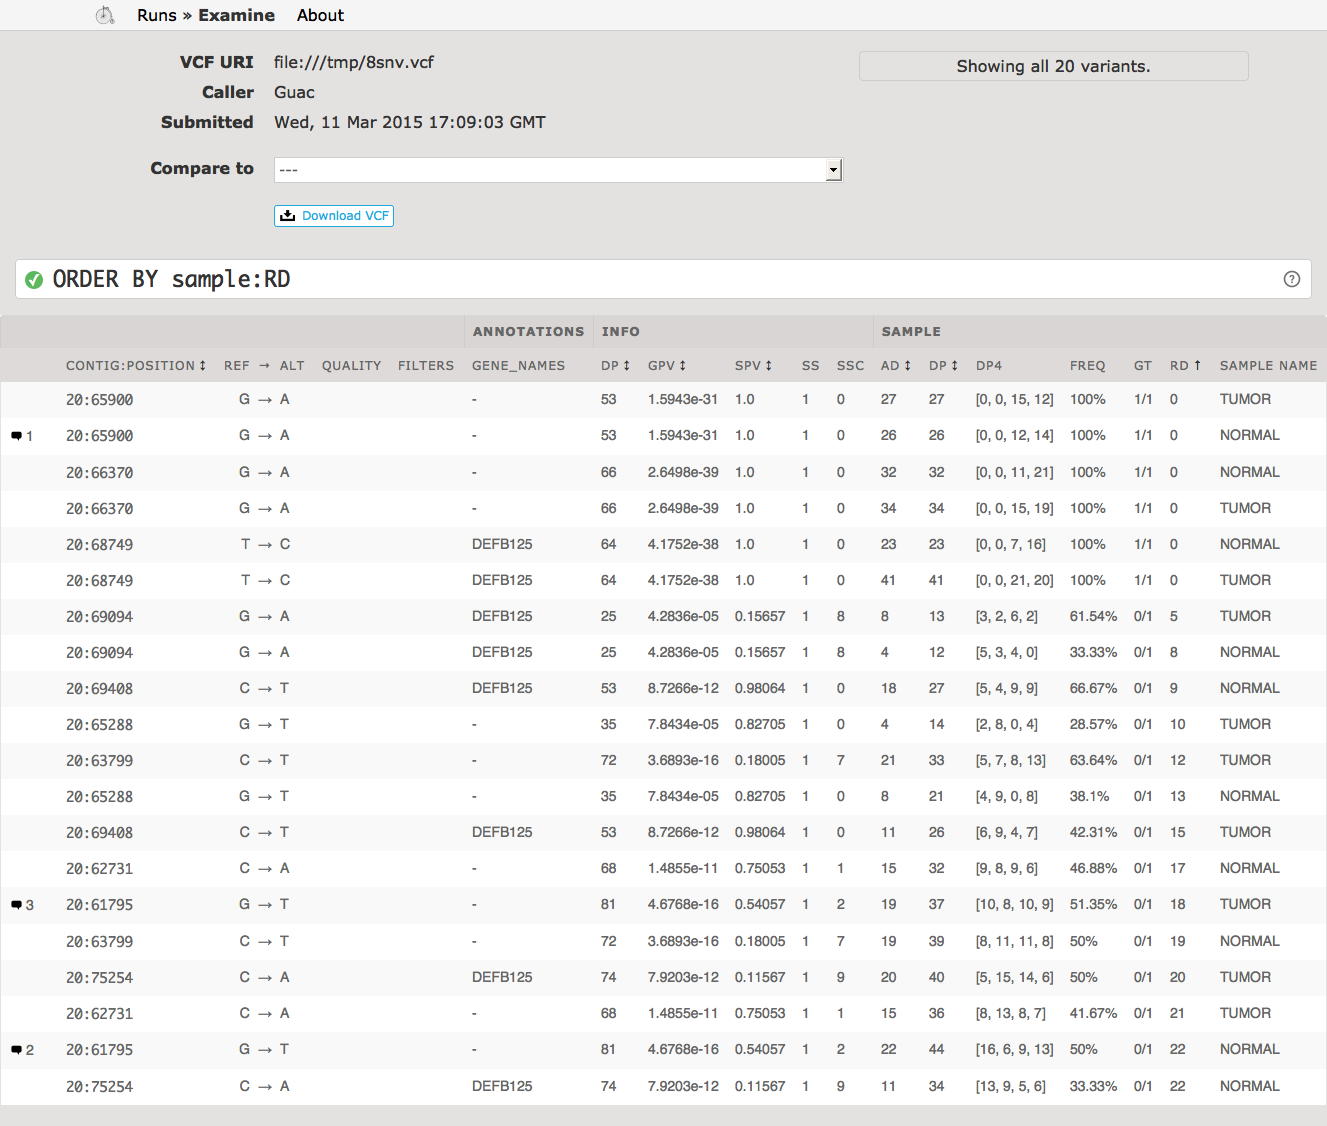 Runs » Examine About
VCF URI file:///tmp/8snv.vcf
Showing all 20 variants.
Caller Guac
Submitted Wed, 11 Mar 2015 17:09:03 GMT
Compare to ---
Download VCF
ORDER BY sample:RD ?
ANNOTATIONS INFO SAMPLE
CONTIG:POSITION ↕ REF → ALT QUALITY FILTERS GENE_NAMES DP ↕ GPV ↕ SPV ↕ SS SSC AD ↕ DP ↕ DP4 FREQ GT RD ↑ SAMPLE NAME
20:65900 G → A - 53 1.5943e-31 1.0 1 0 27 27 [0, 0, 15, 12] 100% 1/1 0 TUMOR
1 20:65900 G → A - 53 1.5943e-31 1.0 1 0 26 26 [0, 0, 12, 14] 100% 1/1 0 NORMAL
20:66370 G → A - 66 2.6498e-39 1.0 1 0 32 32 [0, 0, 11, 21] 100% 1/1 0 NORMAL
20:66370 G → A - 66 2.6498e-39 1.0 1 0 34 34 [0, 0, 15, 19] 100% 1/1 0 TUMOR
20:68749 T → C DEFB125 64 4.1752e-38 1.0 1 0 23 23 [0, 0, 7, 16] 100% 1/1 0 NORMAL
20:68749 T → C DEFB125 64 4.1752e-38 1.0 1 0 41 41 [0, 0, 21, 20] 100% 1/1 0 TUMOR
20:69094 G → A DEFB125 25 4.2836e-05 0.15657 1 8 8 13 [3, 2, 6, 2] 61.54% 0/1 5 TUMOR
20:69094 G → A DEFB125 25 4.2836e-05 0.15657 1 8 4 12 [5, 3, 4, 0] 33.33% 0/1 8 NORMAL
20:69408 C → T DEFB125 53 8.7266e-12 0.98064 1 0 18 27 [5, 4, 9, 9] 66.67% 0/1 9 NORMAL
20:65288 G → T - 35 7.8434e-05 0.82705 1 0 4 14 [2, 8, 0, 4] 28.57% 0/1 10 TUMOR
20:63799 C → T - 72 3.6893e-16 0.18005 1 7 21 33 [5, 7, 8, 13] 63.64% 0/1 12 TUMOR
20:65288 G → T - 35 7.8434e-05 0.82705 1 0 8 21 [4, 9, 0, 8] 38.1% 0/1 13 NORMAL
20:69408 C → T DEFB125 53 8.7266e-12 0.98064 1 0 11 26 [6, 9, 4, 7] 42.31% 0/1 15 TUMOR
20:62731 C → A - 68 1.4855e-11 0.75053 1 1 15 32 [9, 8, 9, 6] 46.88% 0/1 17 NORMAL
3 20:61795 G → T - 81 4.6768e-16 0.54057 1 2 19 37 [10, 8, 10, 9] 51.35% 0/1 18 TUMOR
20:63799 C → T - 72 3.6893e-16 0.18005 1 7 19 39 [8, 11, 11, 8] 50% 0/1 19 NORMAL
20:75254 C → A DEFB125 74 7.9203e-12 0.11567 1 9 20 40 [5, 15, 14, 6] 50% 0/1 20 TUMOR
20:62731 C → A - 68 1.4855e-11 0.75053 1 1 15 36 [8, 13, 8, 7] 41.67% 0/1 21 TUMOR
2 20:61795 G → T - 81 4.6768e-16 0.54057 1 2 22 44 [16, 6, 9, 13] 50% 0/1 22 NORMAL
20:75254 C → A DEFB125 74 7.9203e-12 0.11567 1 9 11 34 [13, 9, 5, 6] 33.33% 0/1 22 NORMAL